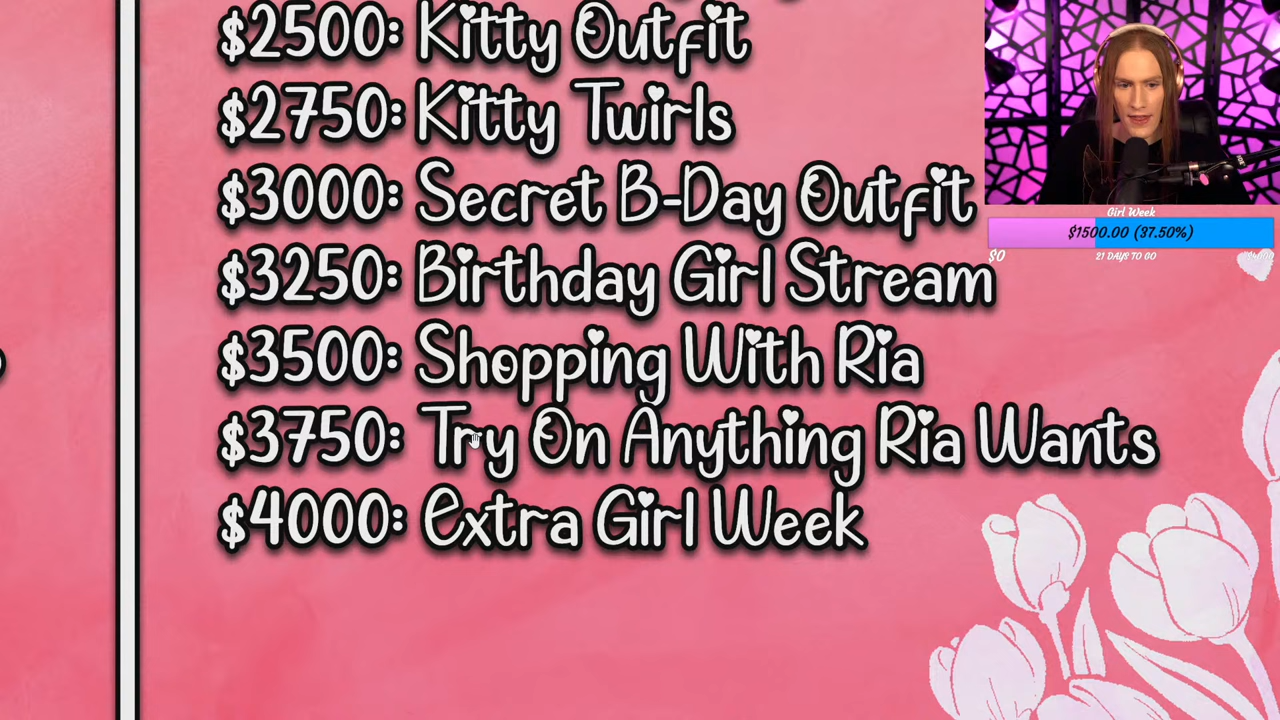 $2500: Kitty Outfit
$2750: Kitty Twirls
$3000: Secret B-Day Outfit
$3250: Birthday Girl Stream
$3500: Shopping With Ria
$3750: Try On Anything Ria Wants
$4000: Extra Girl Week
Girl Week
$1500.00 (37.50%)
$0
21 DAYS TO GO